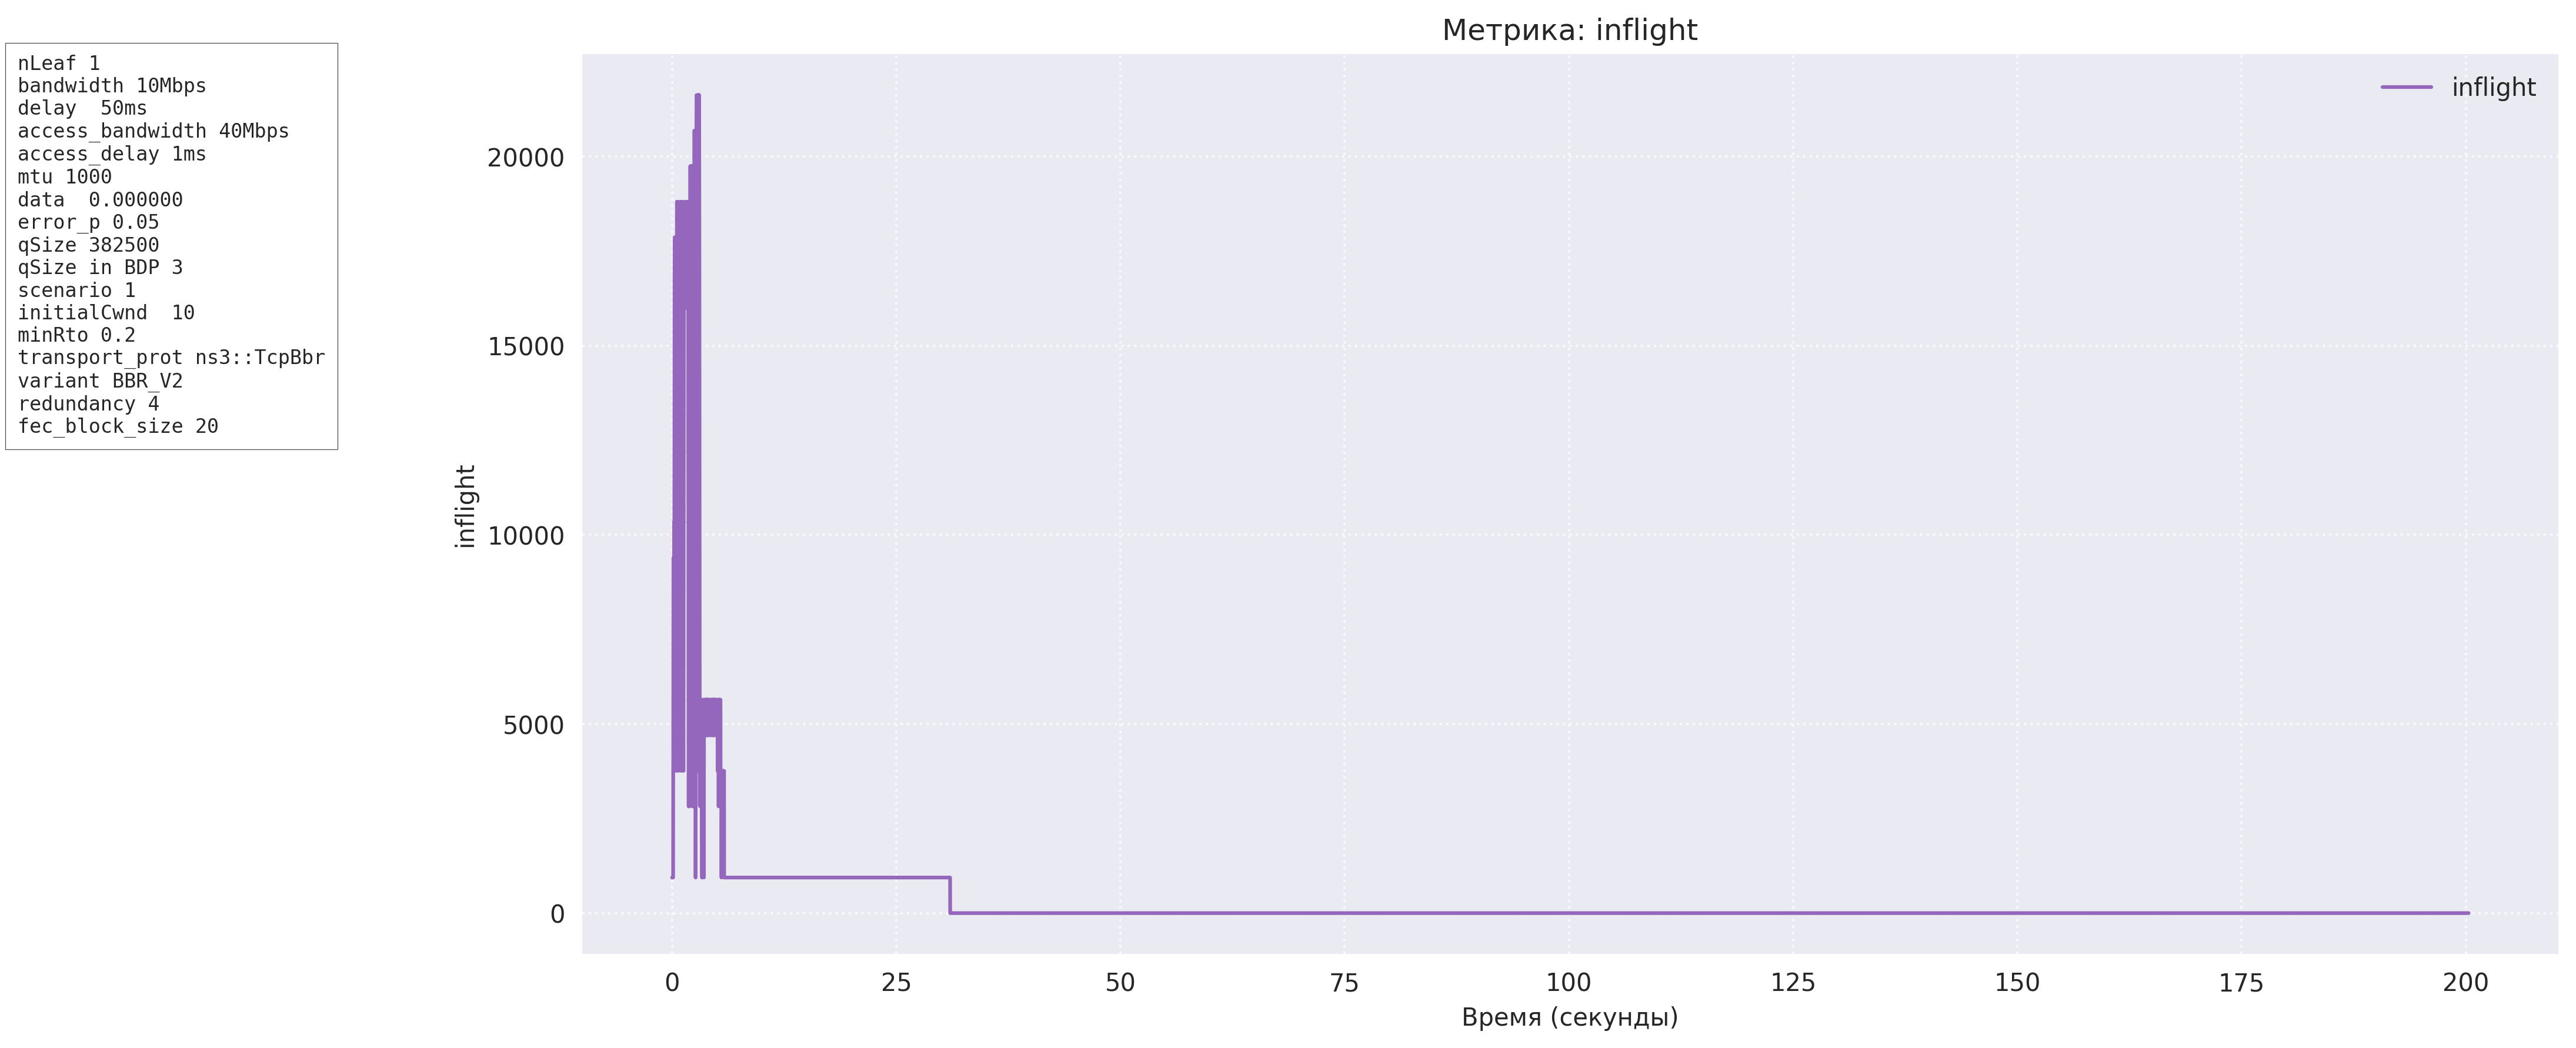 Метрика: inflight
nLeaf 1
bandwidth 10Mbps
delay  50ms
access_bandwidth 40Mbps
access_delay 1ms
mtu 1000
data  0.000000
error_p 0.05
qSize 382500
qSize in BDP 3
scenario 1
initialCwnd  10
minRto 0.2
transport_prot ns3::TcpBbr
variant BBR_V2
redundancy 4
fec_block_size 20
inflight
inflight
20000
15000
10000
5000
0
0 25 50 75 100 125 150 175 200
Время (секунды)